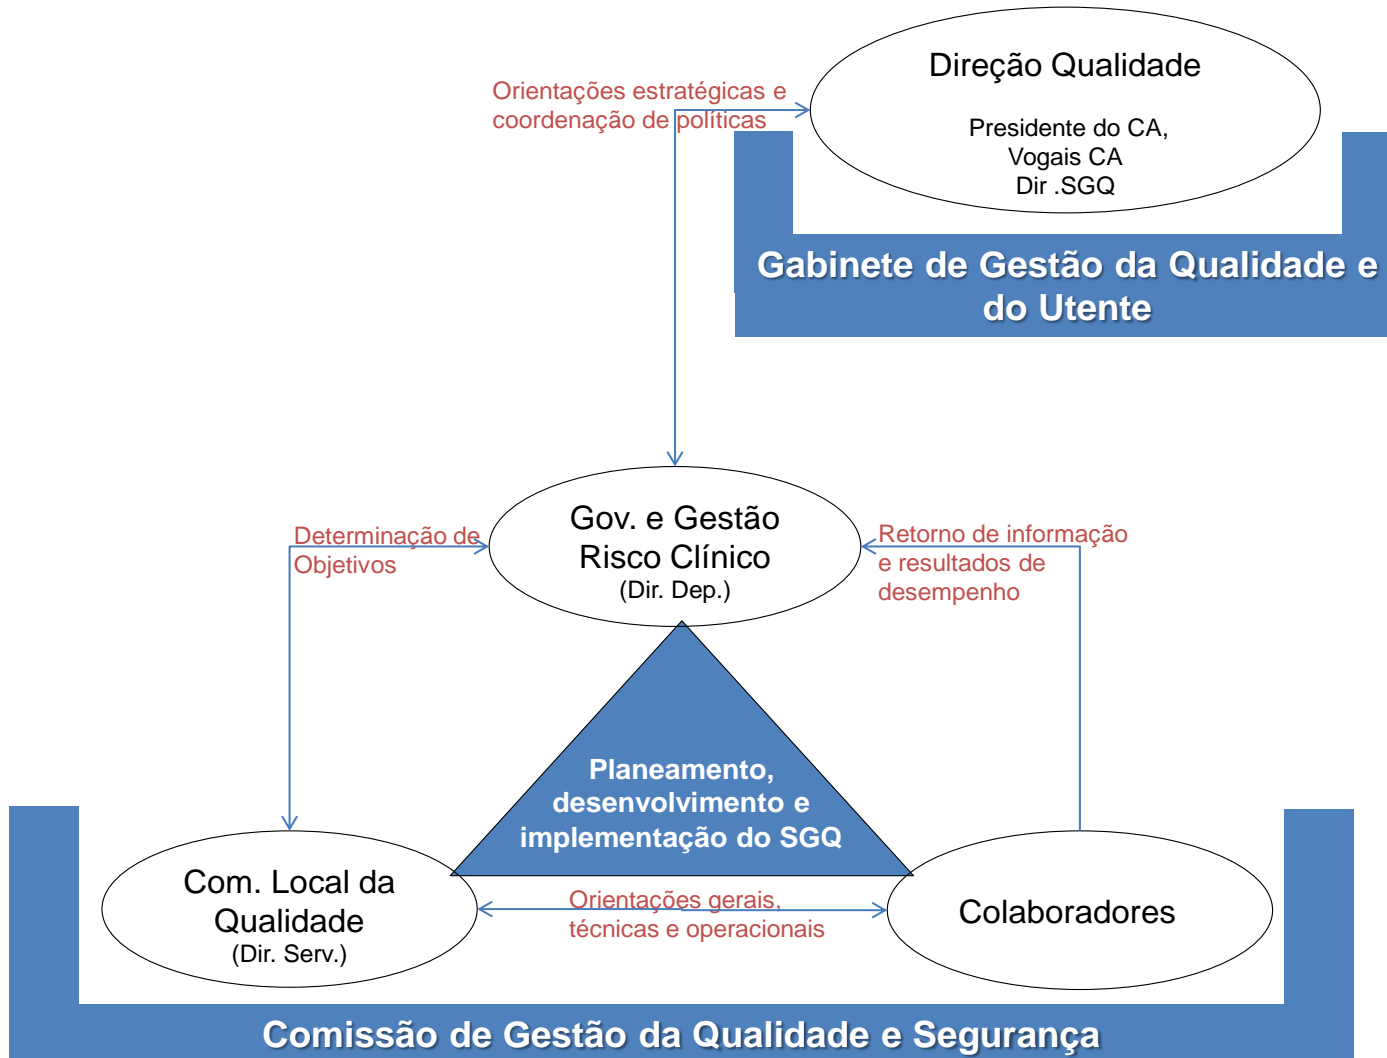 Direção Qualidade
Presidente do CA,
Vogais CA
Dir .SGQ
Orientações estratégicas e
coordenação de políticas
Gabinete de Gestão da Qualidade e
do Utente
Gov. e Gestão
Risco Clínico
(Dir. Dep.)
Determinação de
Objetivos
Retorno de informação
e resultados de
desempenho
Planeamento,
desenvolvimento e
implementação do SGQ
Com. Local da
Qualidade
(Dir. Serv.)
Orientações gerais,
técnicas e operacionais
Colaboradores
Comissão de Gestão da Qualidade e Segurança